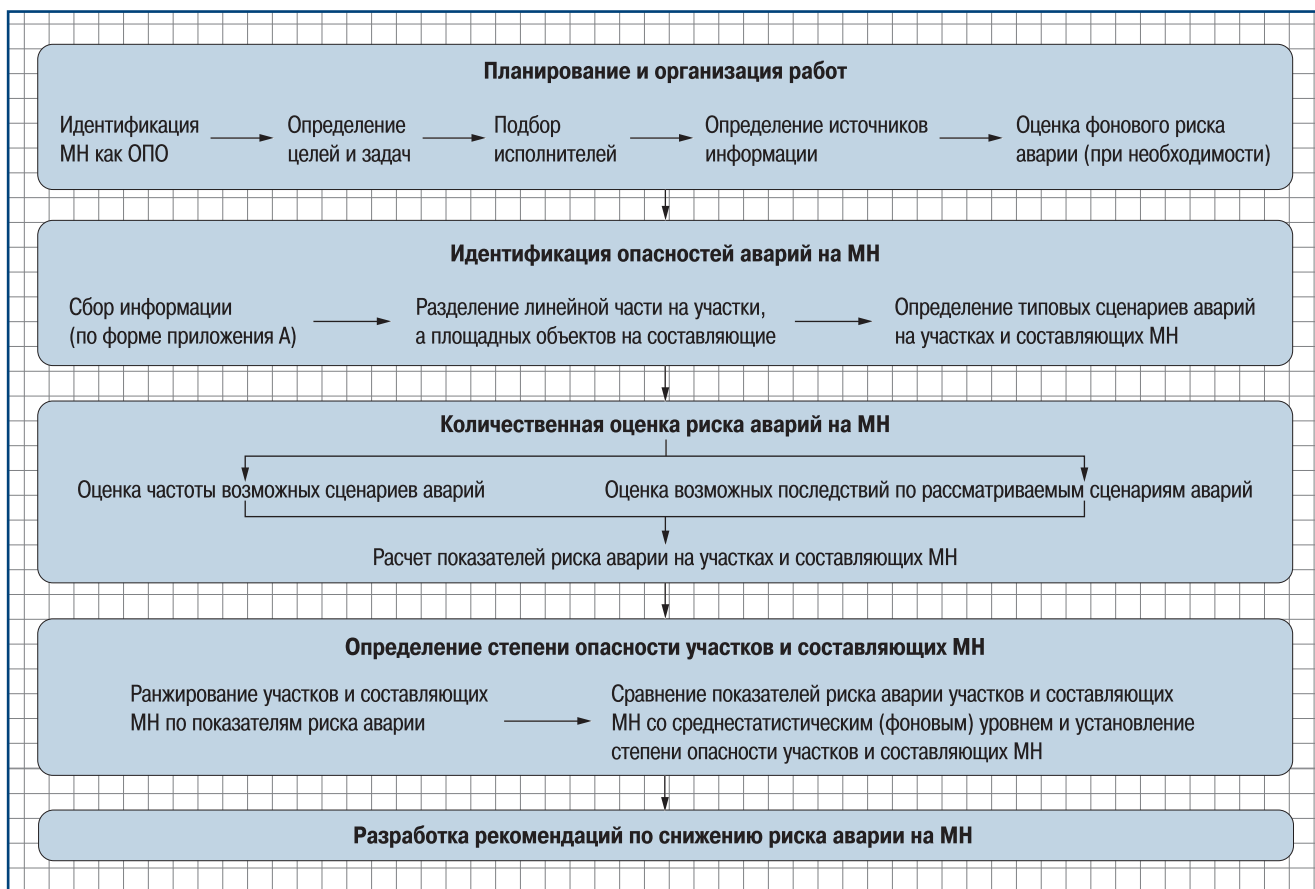 Планирование и организация работ
Идентификация
МН как ОПО
Определение
целей и задач
Подбор
исполнителей
Определение источников
информации
Оценка фонового риска
аварии (при необходимости)
Идентификация опасностей аварий на МН
Сбор информации
(по форме приложения А)
Разделение линейной части на участки,
а площадных объектов на составляющие
Определение типовых сценариев аварий
на участках и составляющих МН
Количественная оценка риска аварий на МН
Оценка частоты возможных сценариев аварий
Оценка возможных последствий по рассматриваемым сценариям аварий
Расчет показателей риска аварии на участках и составляющих МН
Определение степени опасности участков и составляющих МН
Ранжирование участков и составляющих
МН по показателям риска аварии
Сравнение показателей риска аварии участков и составляющих
МН со среднестатистическим (фоновым) уровнем и установление
степени опасности участков и составляющих МН
Разработка рекомендаций по снижению риска аварии на МН